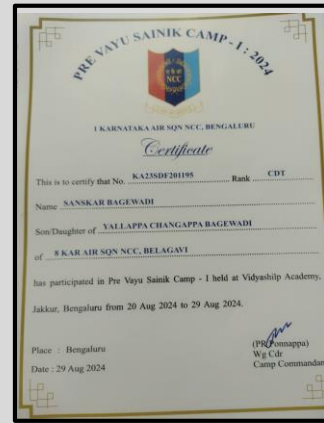 PRE VAYU SAINIK CAMP - I : 2024
NCC
1 KARNATAKA AIR SQN NCC, BENGALURU
Certificate
This is to certify that No. KA23SDF201195 Rank CDT
Name SANSKAR BAGEWADI
Son/Daughter of YALLAPPA CHANGAPPA BAGEWADI
of 8 KAR AIR SQN NCC, BELAGAVI
has participated in Pre Vayu Sainik Camp - I held at Vidyashilp Academy,
Jakkur, Bengaluru from 20 Aug 2024 to 29 Aug 2024.
(PR Ponnappa)
Place : Bengaluru Wg Cdr
Date : 29 Aug 2024 Camp Commandant